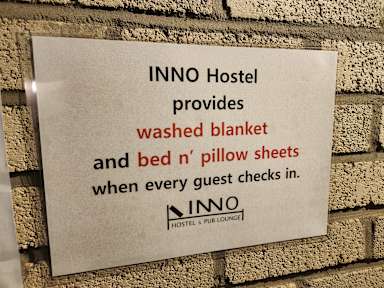 INNO Hostel
provides
washed blanket
and bed n' pillow sheets
when every guest checks in.
INNO
HOSTEL & PUB LOUNGE